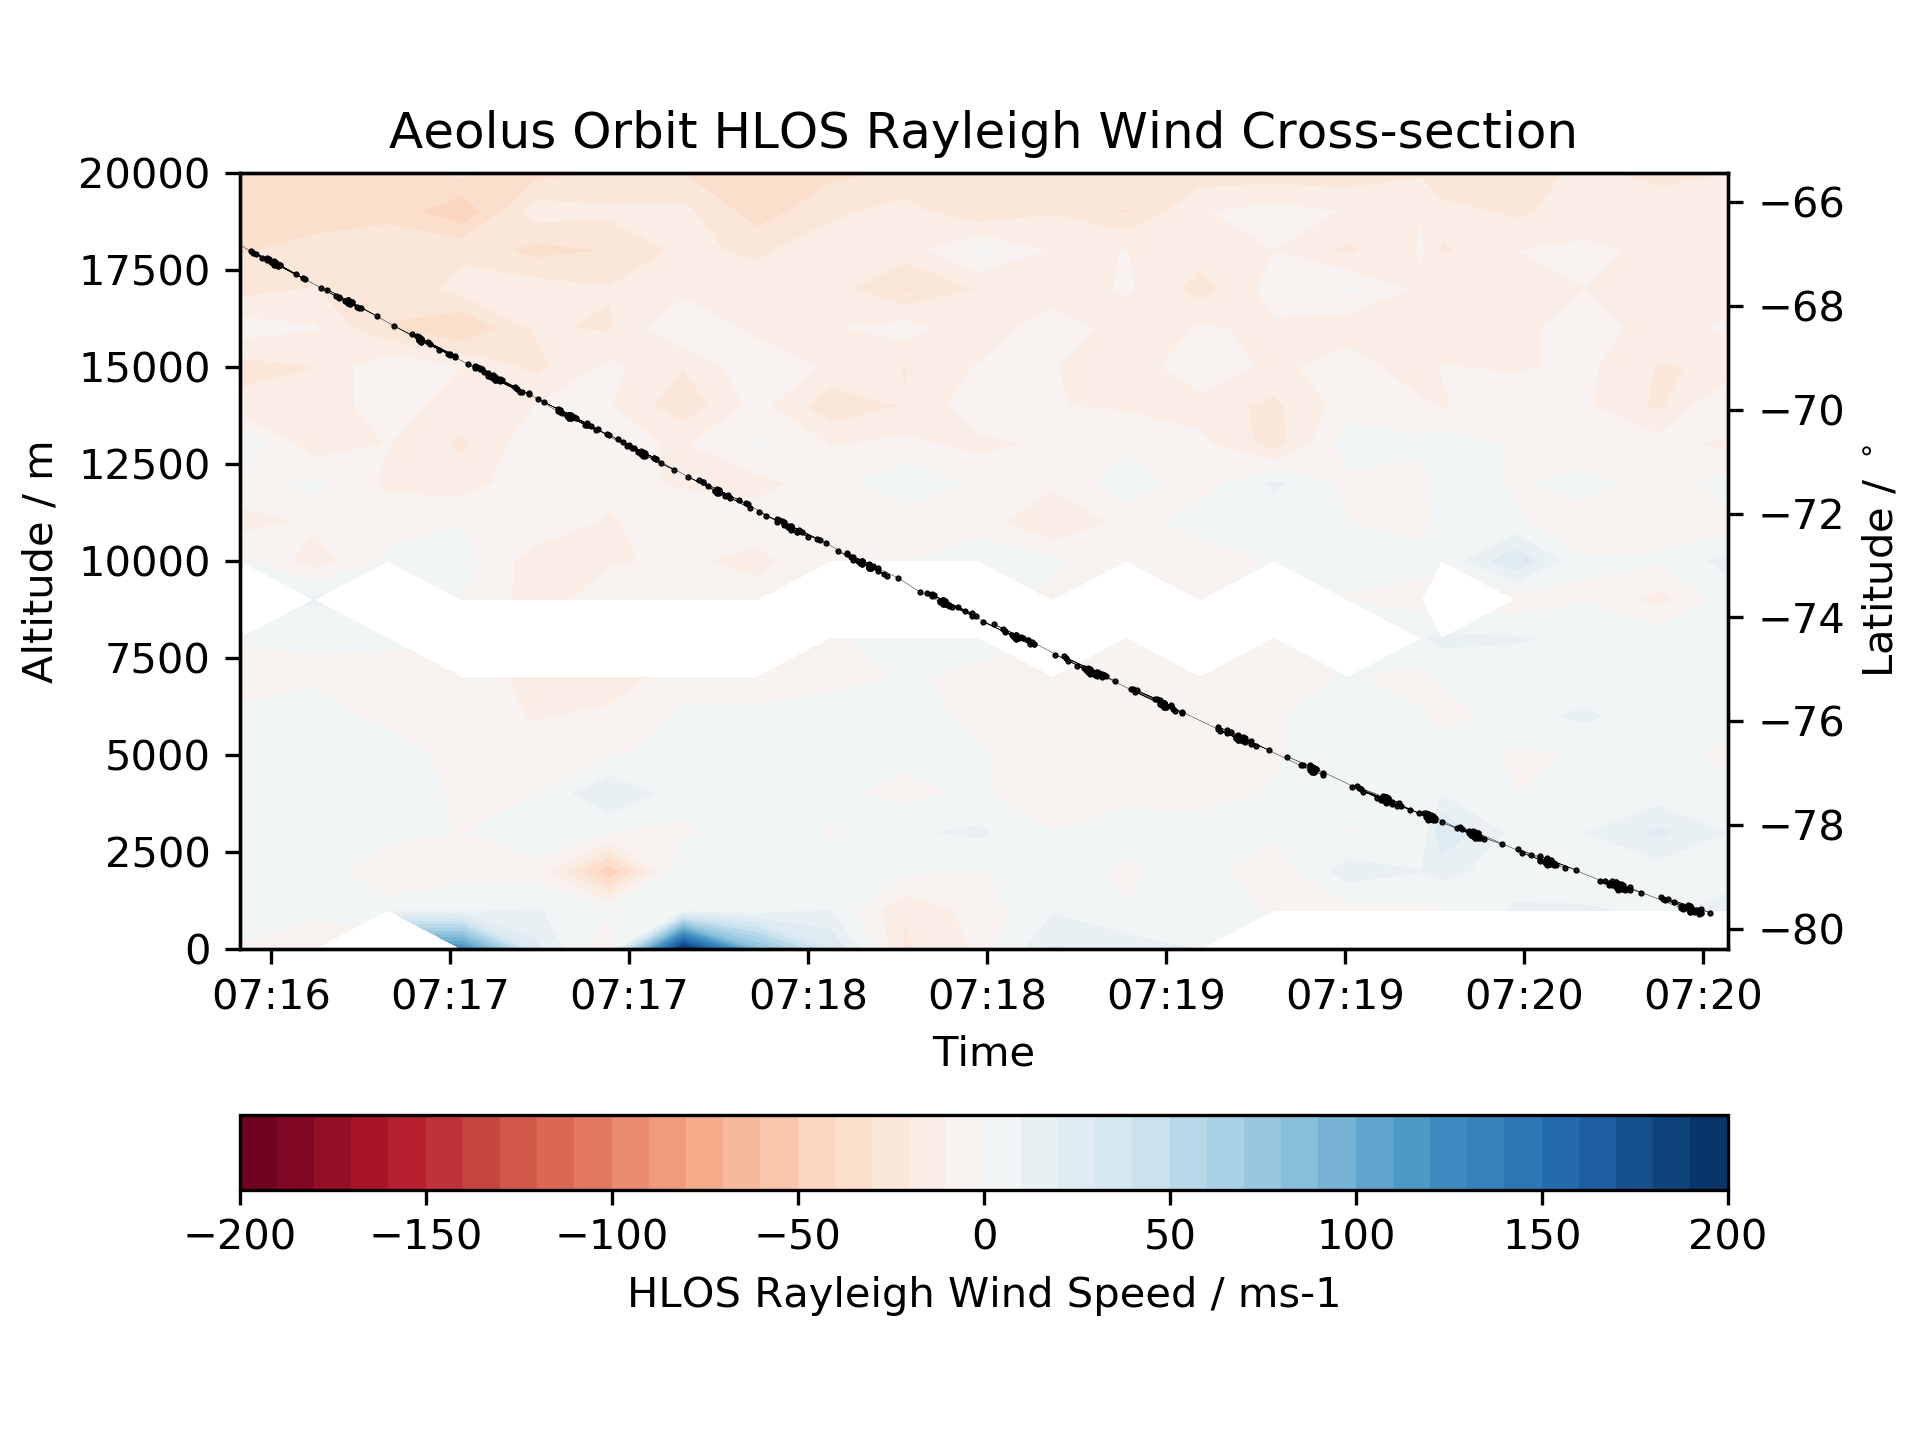 Aeolus Orbit HLOS Rayleigh Wind Cross-section
20000
17500
15000
12500
10000
7500
5000
2500
0
Altitude / m
−66
−68
−70
−72
−74
−76
−78
−80
Latitude / °
07:16 07:17 07:17 07:18 07:18 07:19 07:19 07:20 07:20
Time
−200 −150 −100 −50 0 50 100 150 200
HLOS Rayleigh Wind Speed / ms-1